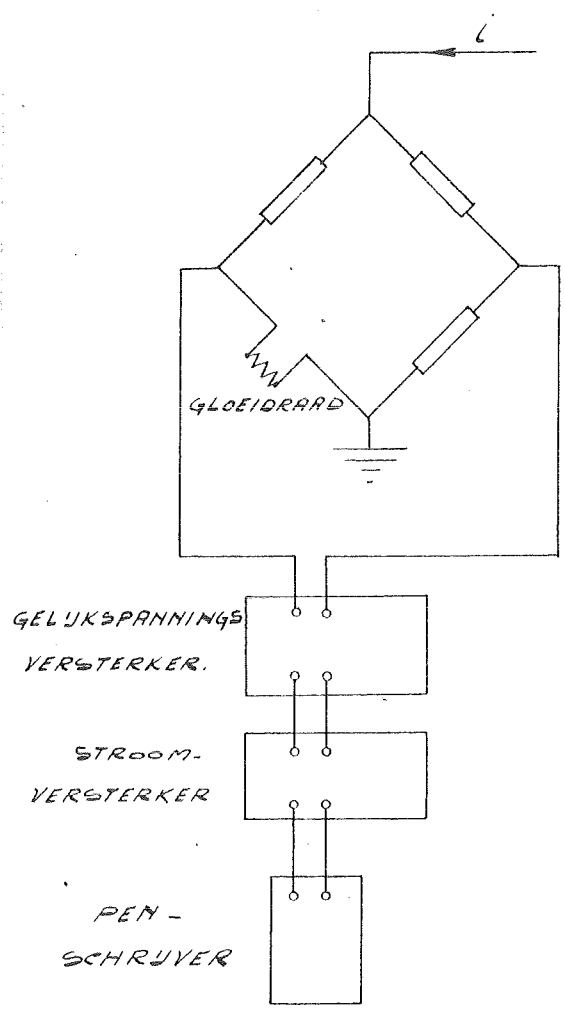 i
GLOEIDRAAD
GELIJKSPANNINGS
VERSTERKER.
STROOM-
VERSTERKER
PEN-
SCHRIJVER